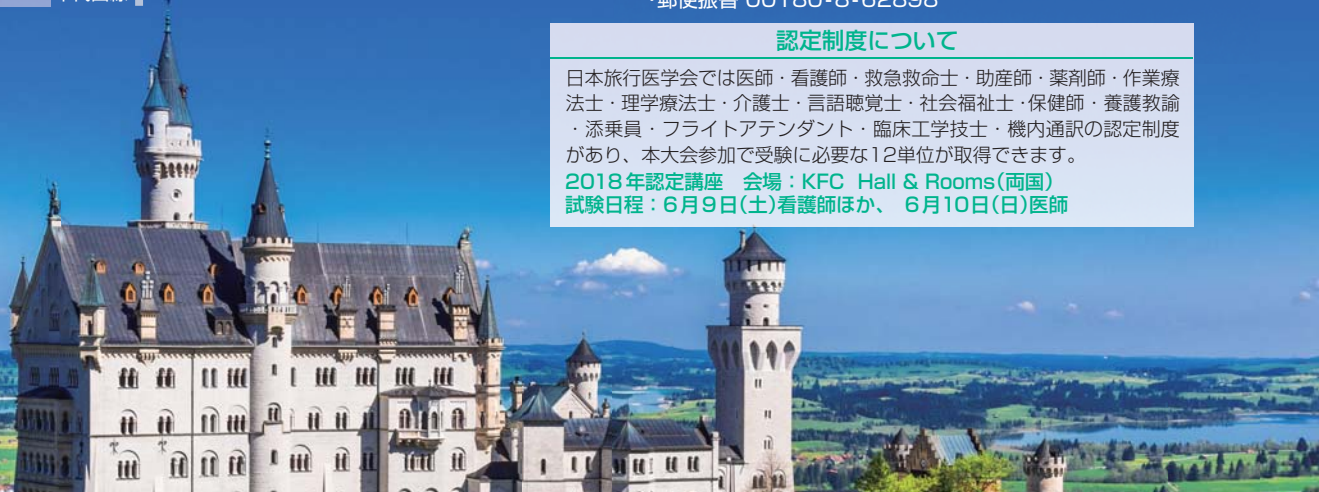 ・郵便振替 00180-8-62898
認定制度について
日本旅行医学会では医師・看護師・救急救命士・助産師・薬剤師・作業療
法士・理学療法士・介護士・言語聴覚士・社会福祉士・保健師・養護教諭
・添乗員・フライトアテンダント・臨床工学技士・機内通訳の認定制度
があり、本大会参加で受験に必要な12単位が取得できます。
2018年認定講座　会場：KFC Hall & Rooms(両国)
試験日程：6月9日(土)看護師ほか、 6月10日(日)医師